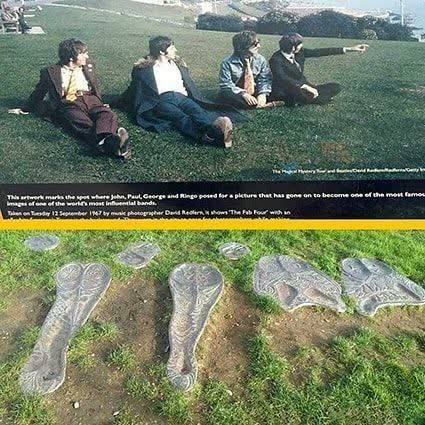 The Magical Mystery Tour and Beatles/David Redfern/Redferns/Getty Im
This artwork marks the spot where John, Paul, George and Ringo posed for a picture that has gone on to become one of the most famou
images of one of the world's most influential bands.
Taken on Tuesday 12 September 1967 by music photographer David Redfern, it shows 'The Fab Four' with an